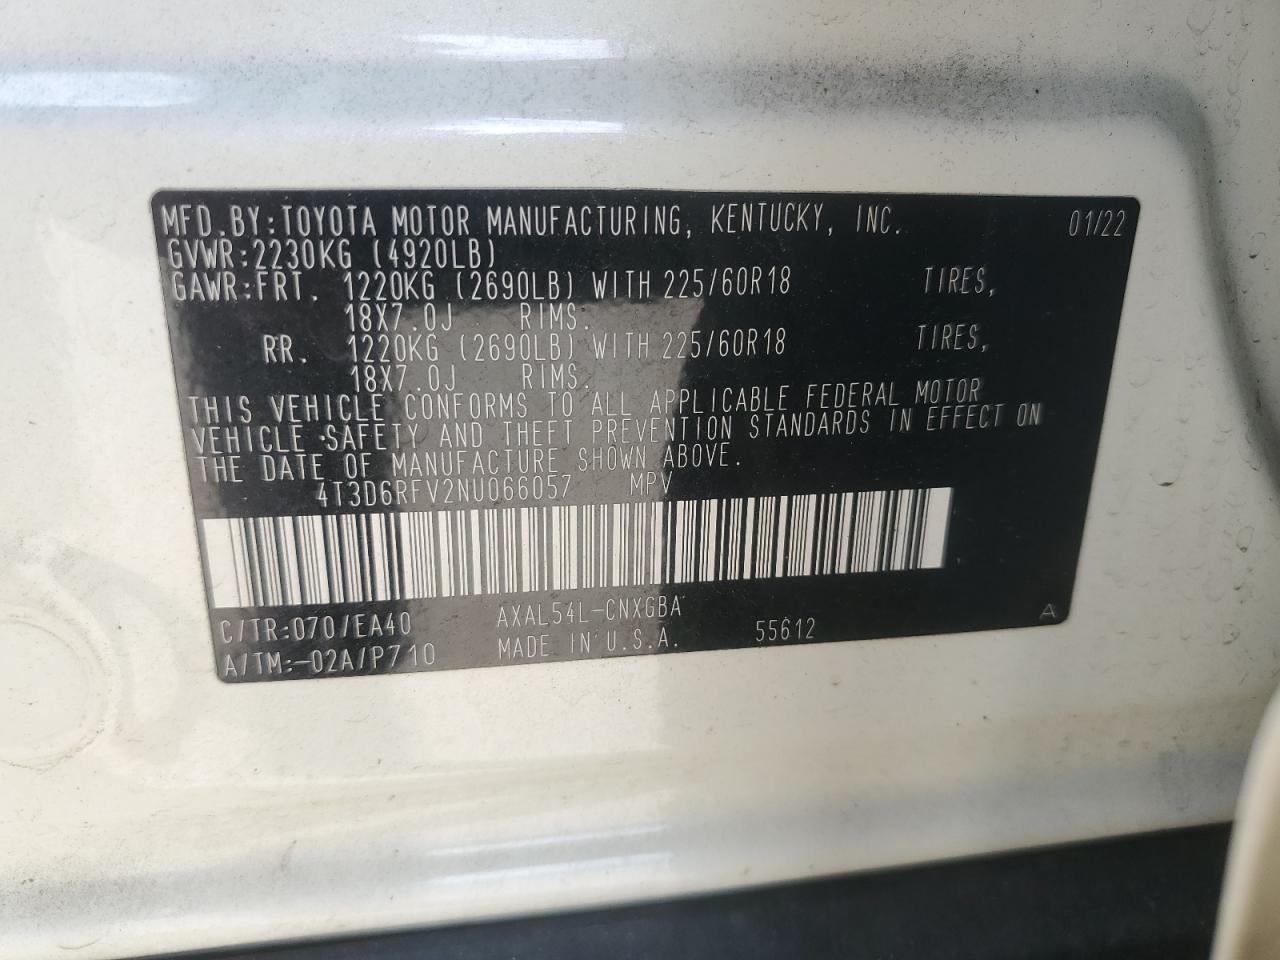 MFD.BY:TOYOTA MOTOR MANUFACTURING, KENTUCKY, INC. 01/22
GVWR:2230KG (4920LB)
GAWR:FRT. 1220KG (2690LB) WITH 225/60R18 TIRES,
18X7.0J RIMS.
RR. 1220KG (2690LB) WITH 225/60R18 TIRES,
18X7.0J RIMS.
THIS VEHICLE CONFORMS TO ALL APPLICABLE FEDERAL MOTOR
VEHICLE SAFETY AND THEFT PREVENTION STANDARDS IN EFFECT ON
THE DATE OF MANUFACTURE SHOWN ABOVE.
4T3D6RFV2NU066057 MPV
C/TR:070/EA40 AXAL54L-CNXGBA
A/TM:-02A/P710 MADE IN U.S.A. 55612 A